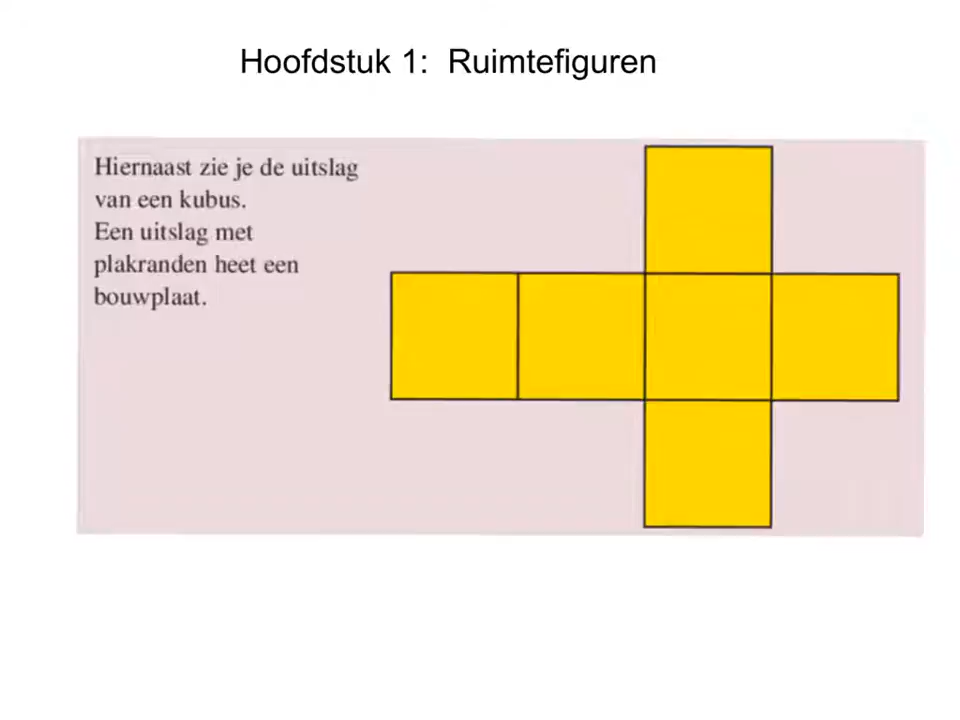 Hoofdstuk 1:  Ruimtefiguren
Hiernaast zie je de uitslag
van een kubus.
Een uitslag met
plakranden heet een
bouwplaat.